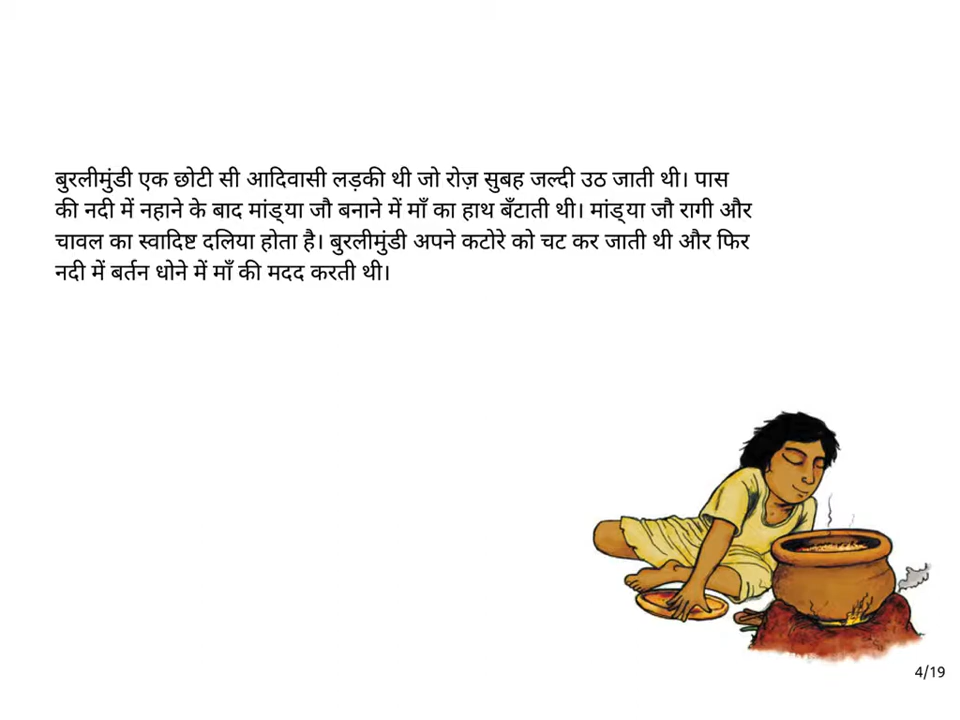 बुरलीमुंडी एक छोटी सी आदिवासी लड़की थी जो रोज़ सुबह जल्दी उठ जाती थी। पास
की नदी में नहाने के बाद मांड्‌या जौ बनाने में माँ का हाथ बँटाती थी। मांड्‌या जौ रागी और
चावल का स्वादिष्ट दलिया होता है। बुरलीमुंडी अपने कटोरे को चट कर जाती थी और फिर
नदी में बर्तन धोने में माँ की मदद करती थी।
4/19